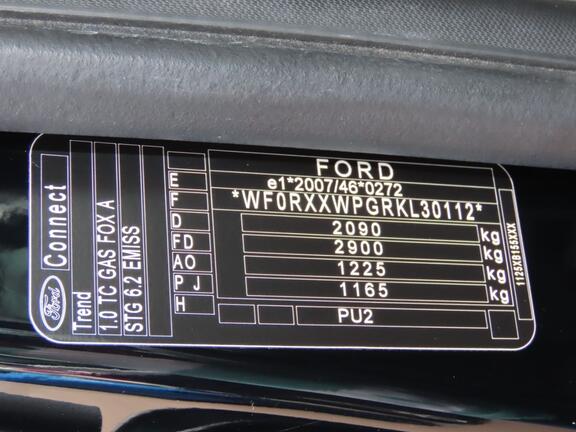 FORD
e1*2007/46*0272
*WF0RXXWPGRKL30112*
2090 kg
2900 kg
1225 kg
1165 kg
PU2
1125XB155XXX
E
F
D
FD
AO
P J
H
STG 6.2 EMISS
1.0 TC GAS FOX A
Trend
Connect
Ford